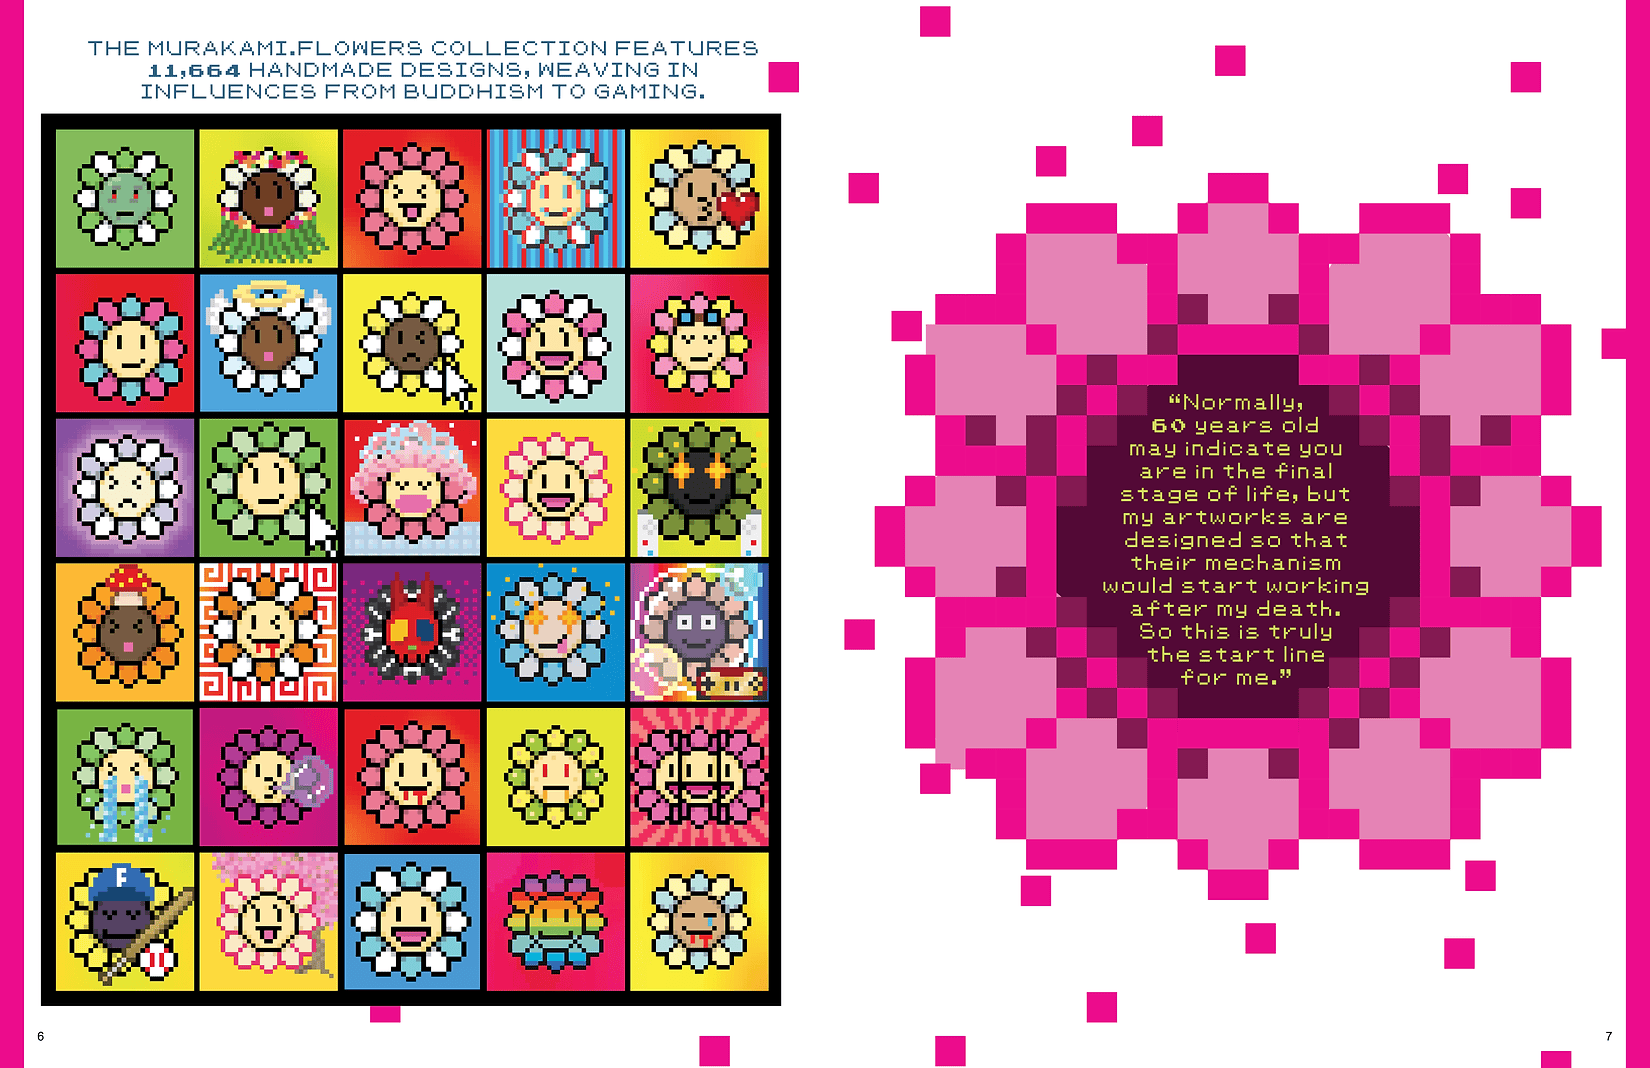 THE MURAKAMI.FLOWERS COLLECTION FEATURES
11,664 HANDMADE DESIGNS, WEAVING IN
INFLUENCES FROM BUDDHISM TO GAMING.
F
“Normally,
60 years old
may indicate you
are in the final
stage of life, but
my artworks are
designed so that
their mechanism
would start working
after my death.
So this is truly
the start line
for me.”
6
7